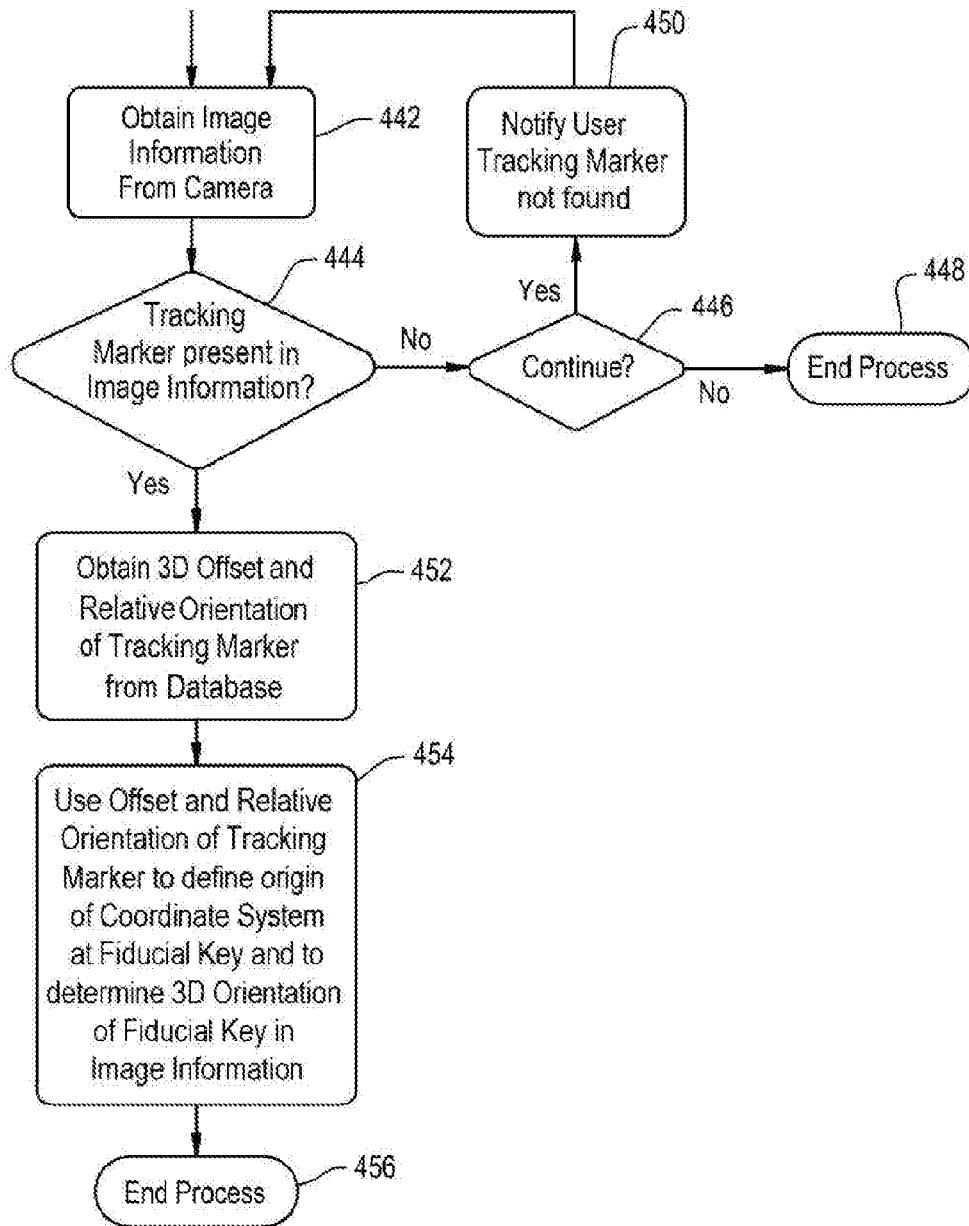 450
Obtain Image
Information
From Camera
442
Notify User
Tracking Marker
not found
444
Tracking
Marker present in
Image Information?
No
Yes
446
Continue?
No
448
End Process
Yes
Obtain 3D Offset and
Relative Orientation
of Tracking Marker
from Database
452
454
Use Offset and Relative
Orientation of Tracking
Marker to define origin
of Coordinate System
at Fiducial Key and to
determine 3D Orientation
of Fiducial Key in
Image Information
End Process
456